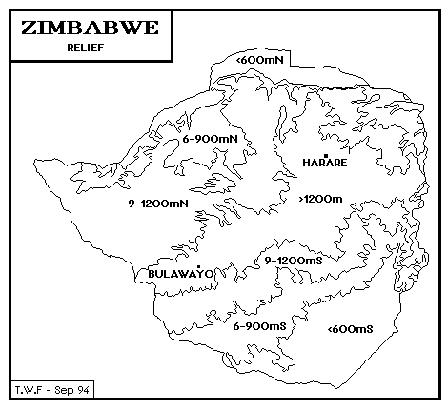 ZIMBABWE
RELIEF
<600mN
6-900mN
HARARE
9-1200mN
>1200m
9-1200mS
BULAWAYO
6-900mS
<600mS
T.W.F - Sep 94